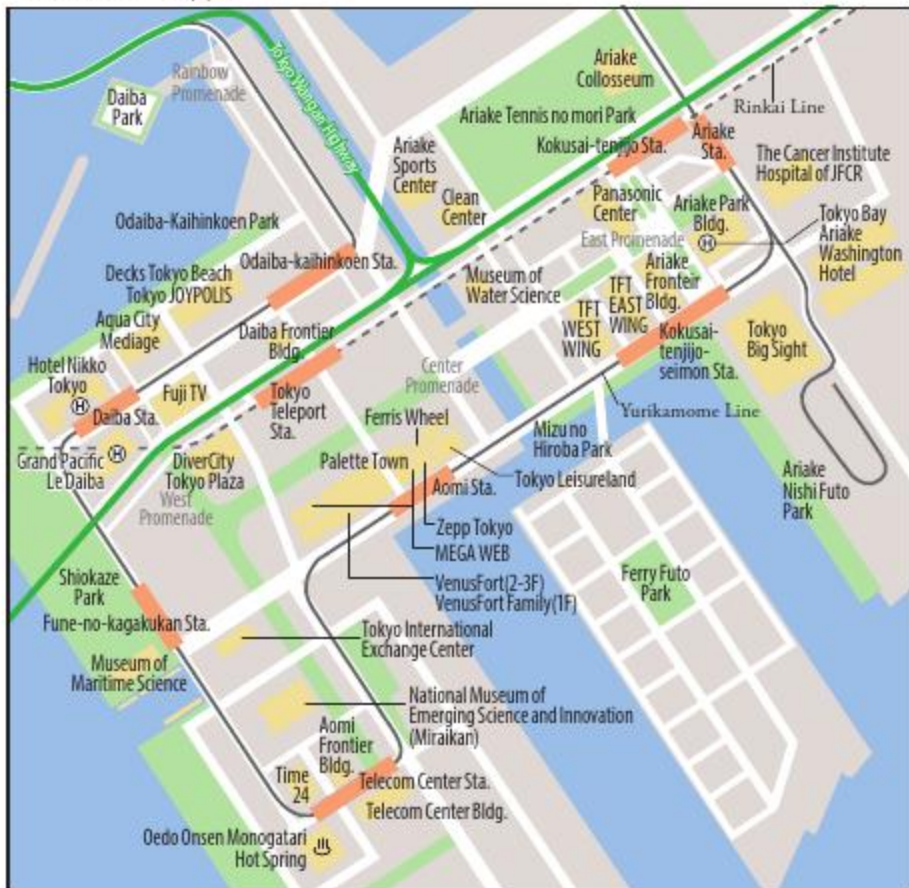 Rainbow
Promenade
Daiba
Park
Tokyo Wangan Highway
Ariake
Collosseum
Ariake Tennis no mori Park
Rinkai Line
Kokusai-tenjijo Sta.
Ariake
Sta.
Ariake
Sports
Center
Clean
Center
The Cancer Institute
Hospital of JFCR
Panasonic
Center
Ariake Park
Bldg.
H
Tokyo Bay
Ariake
Washington
Hotel
East Promenade
Odaiba-Kaihinkoen Park
Odaiba-kaihinkoen Sta.
Decks Tokyo Beach
Tokyo JOYPOLIS
Museum of
Water Science
Ariake
Fronteir
Bldg.
TFT
EAST
WING
TFT
WEST
WING
Aqua City
Mediage
Daiba Frontier
Bldg.
Kokusai-
tenjijo-
seimon Sta.
Tokyo
Big Sight
Hotel Nikko
Tokyo
H
Daiba Sta.
Fuji TV
Tokyo
Teleport
Sta.
Center
Promenade
Yurikamome Line
Ferris Wheel
Mizu no
Hiroba Park
Grand Pacific
Le Daiba
H
DiverCity
Tokyo Plaza
Palette Town
Tokyo Leisureland
Aomi Sta.
Ariake
Nishi Futo
Park
West
Promenade
Zepp Tokyo
MEGA WEB
VenusFort(2-3F)
VenusFort Family(1F)
Ferry Futo
Park
Shiokaze
Park
Fune-no-kagakukan Sta.
Tokyo International
Exchange Center
Museum of
Maritime Science
National Museum of
Emerging Science and Innovation
(Miraikan)
Aomi
Frontier
Bldg.
Time
24
Telecom Center Sta.
Telecom Center Bldg.
Oedo Onsen Monogatari
Hot Spring